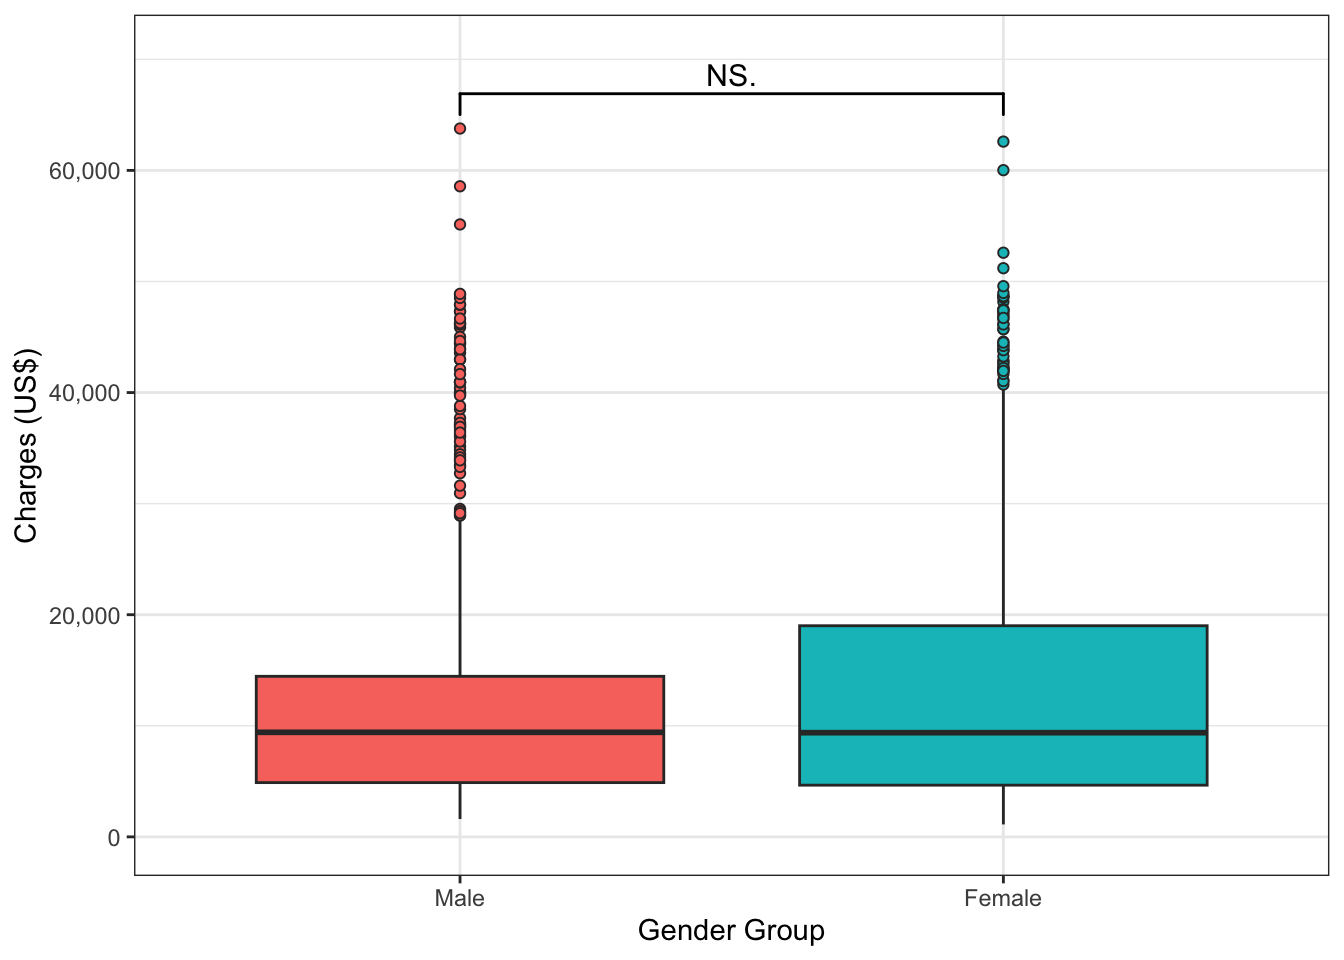 NS.
60,000
40,000
20,000
0
Charges (US$)
Male
Female
Gender Group